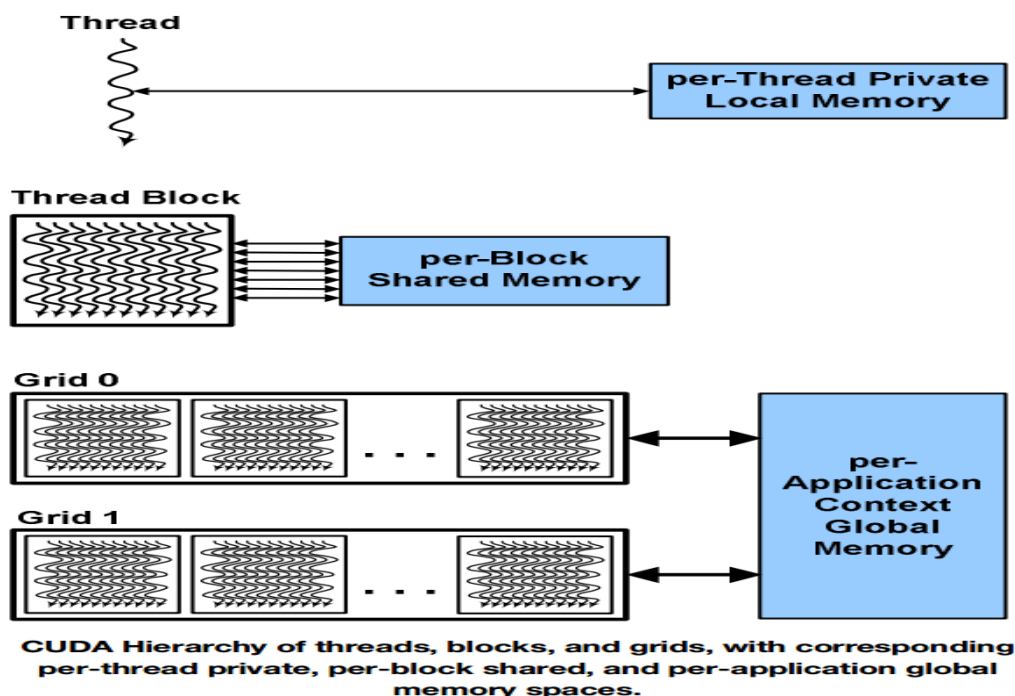 Thread
per-Thread Private
Local Memory
Thread Block
per-Block
Shared Memory
Grid 0
. . .
per-
Application
Context
Global
Memory
Grid 1
. . .
CUDA Hierarchy of threads, blocks, and grids, with corresponding
per-thread private, per-block shared, and per-application global
memory spaces.